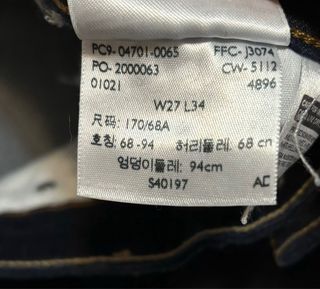 PC9-04701-0065 FFC-J3074
PO-2000063 CW-5112
01021 4896
W27 L34
尺码: 170/68A
호칭: 68-94 허리둘레: 68 cm
엉덩이둘레: 94cm
S40197 AE